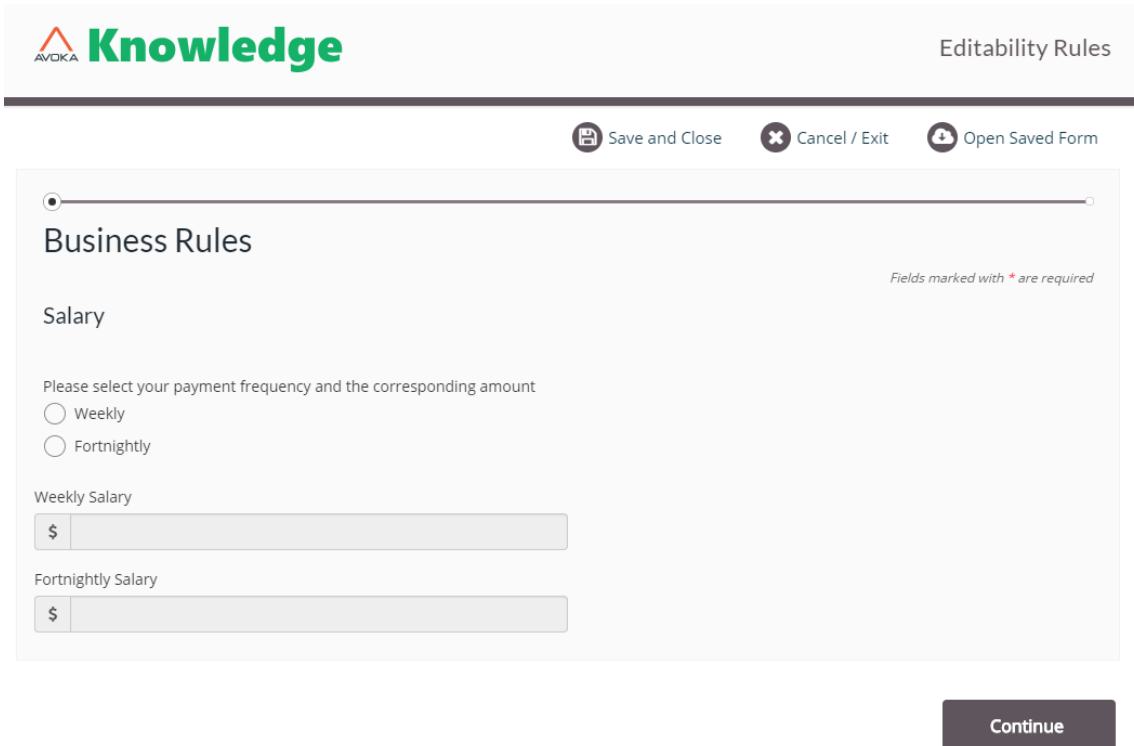 AVOKA Knowledge
Editability Rules
Save and Close Cancel / Exit Open Saved Form
Business Rules
Fields marked with * are required
Salary
Please select your payment frequency and the corresponding amount
Weekly
Fortnightly
Weekly Salary
$
Fortnightly Salary
$
Continue